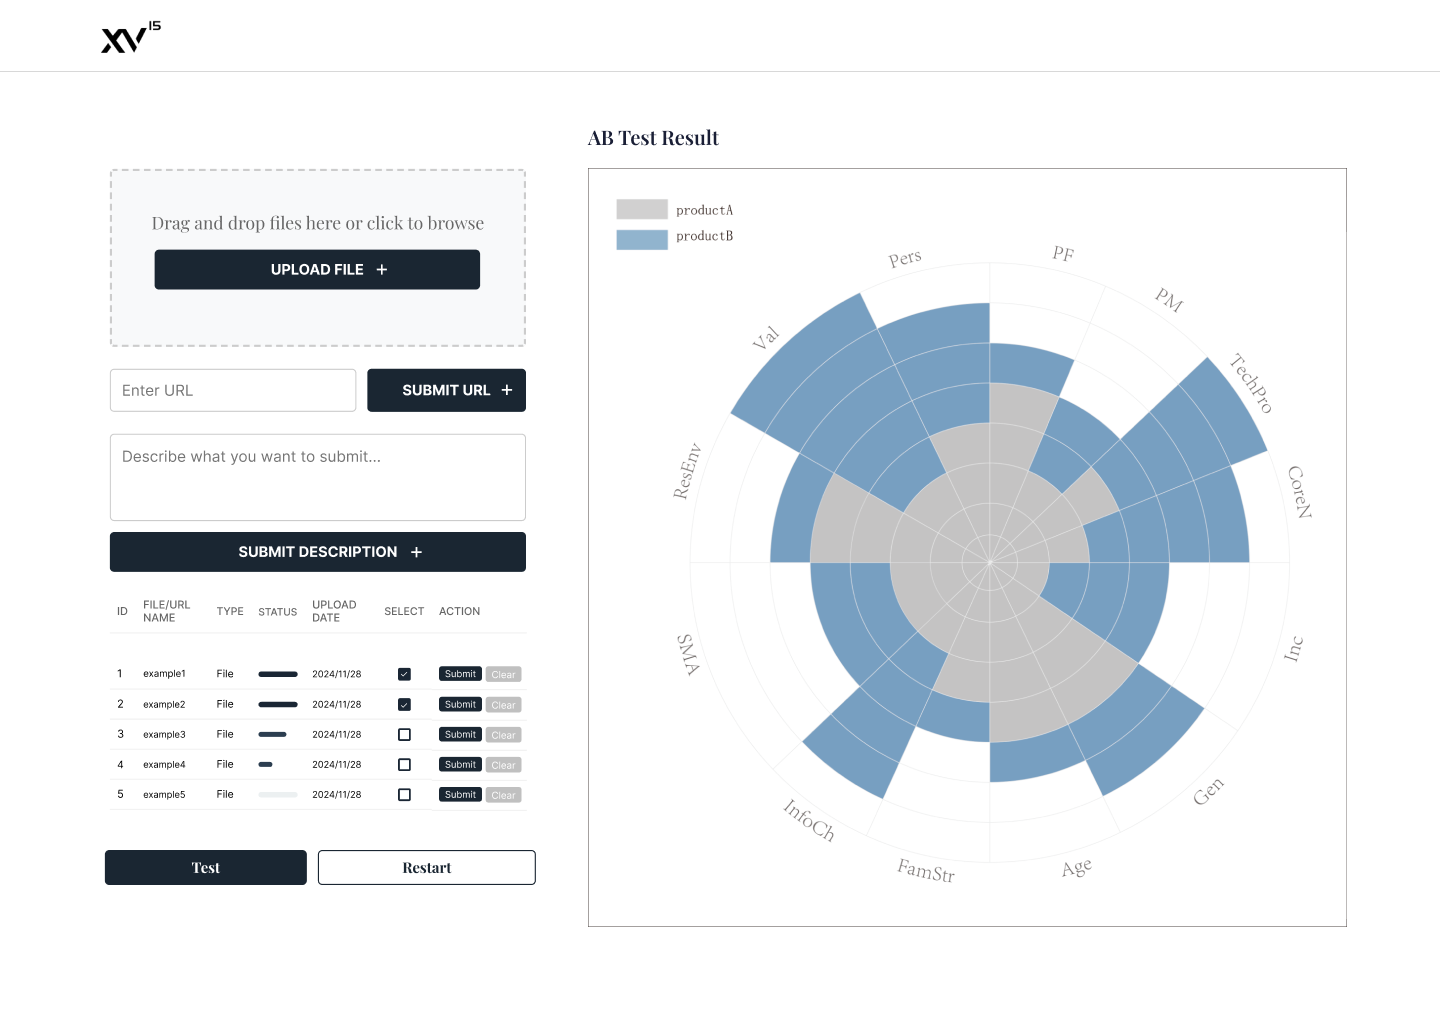 XV 15
AB Test Result
Drag and drop files here or click to browse
UPLOAD FILE +
Enter URL
SUBMIT URL +
Describe what you want to submit...
SUBMIT DESCRIPTION +
ID FILE/URL NAME TYPE STATUS UPLOAD DATE SELECT ACTION
1 example1 File 2024/11/28 Submit Clear
2 example2 File 2024/11/28 Submit Clear
3 example3 File 2024/11/28 Submit Clear
4 example4 File 2024/11/28 Submit Clear
5 example5 File 2024/11/28 Submit Clear
Test
Restart
productA
productB
Pers
PF
PM
TechPro
CoreN
Inc
Gen
Age
FamStr
InfoCh
SMA
ResEnv
Val